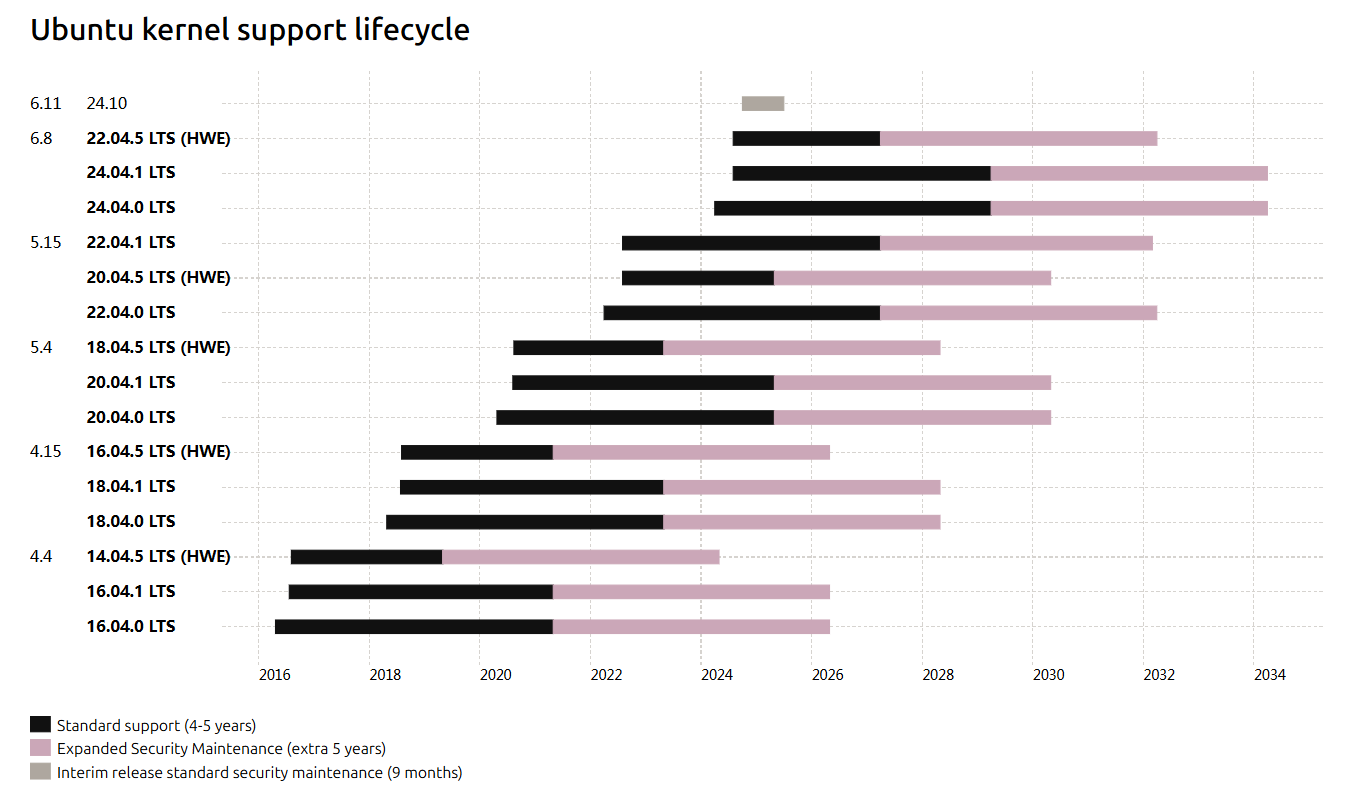 Ubuntu kernel support lifecycle
6.11 24.10
6.8 22.04.5 LTS (HWE)
24.04.1 LTS
24.04.0 LTS
5.15 22.04.1 LTS
20.04.5 LTS (HWE)
22.04.0 LTS
5.4 18.04.5 LTS (HWE)
20.04.1 LTS
20.04.0 LTS
4.15 16.04.5 LTS (HWE)
18.04.1 LTS
18.04.0 LTS
4.4 14.04.5 LTS (HWE)
16.04.1 LTS
16.04.0 LTS
2016 2018 2020 2022 2024 2026 2028 2030 2032 2034
Standard support (4-5 years)
Expanded Security Maintenance (extra 5 years)
Interim release standard security maintenance (9 months)